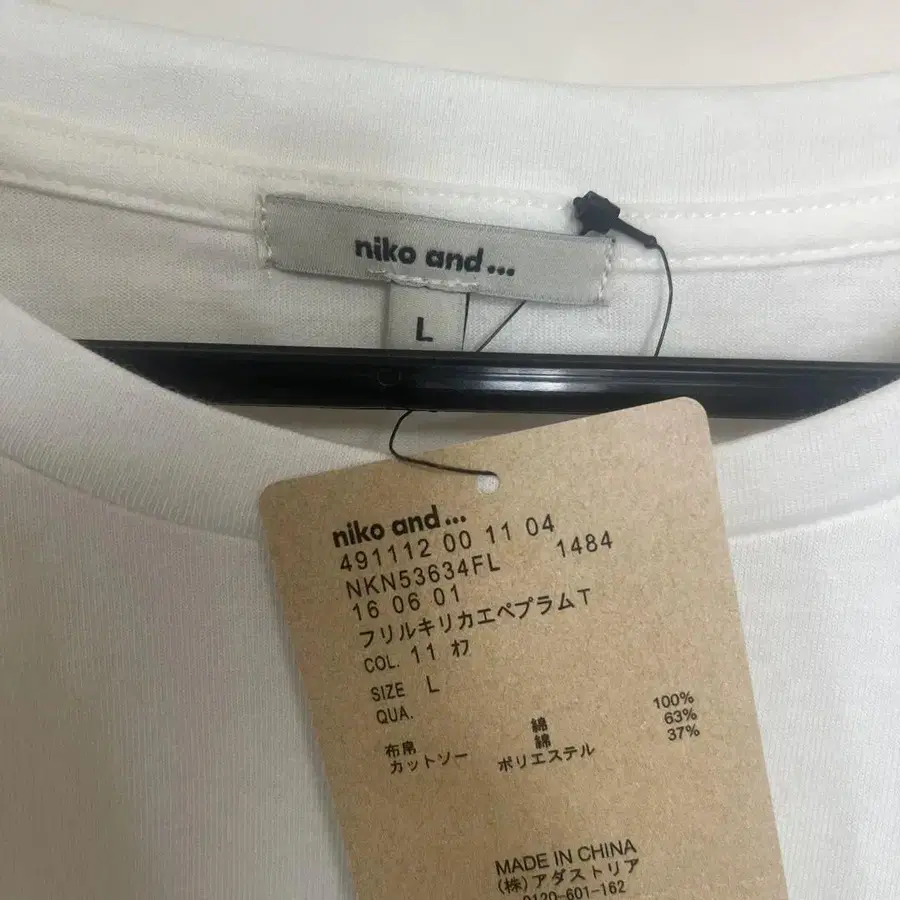 niko and...
L
niko and...
491112 00 11 04
NKN53634FL 1484
16 06 01
フリルキリカエペプラムT
COL. 11 オフ
SIZE L
QUA.
布帛 綿 100%
カットソー 綿 63%
ポリエステル 37%
MADE IN CHINA
(株)アダストリア
0120-601-162